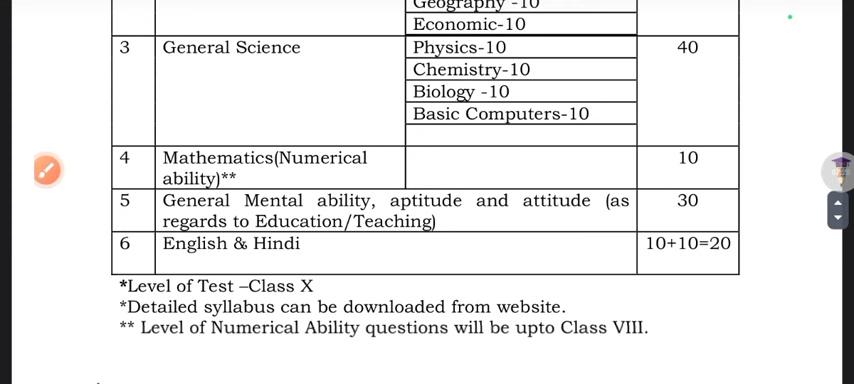 Geography -10
Economic-10
3 General Science Physics-10 40
Chemistry-10
Biology -10
Basic Computers-10
4 Mathematics(Numerical 10
ability)**
5 General Mental ability, aptitude and attitude (as 30
regards to Education/Teaching)
6 English & Hindi 10+10=20
*Level of Test –Class X
*Detailed syllabus can be downloaded from website.
** Level of Numerical Ability questions will be upto Class VIII.